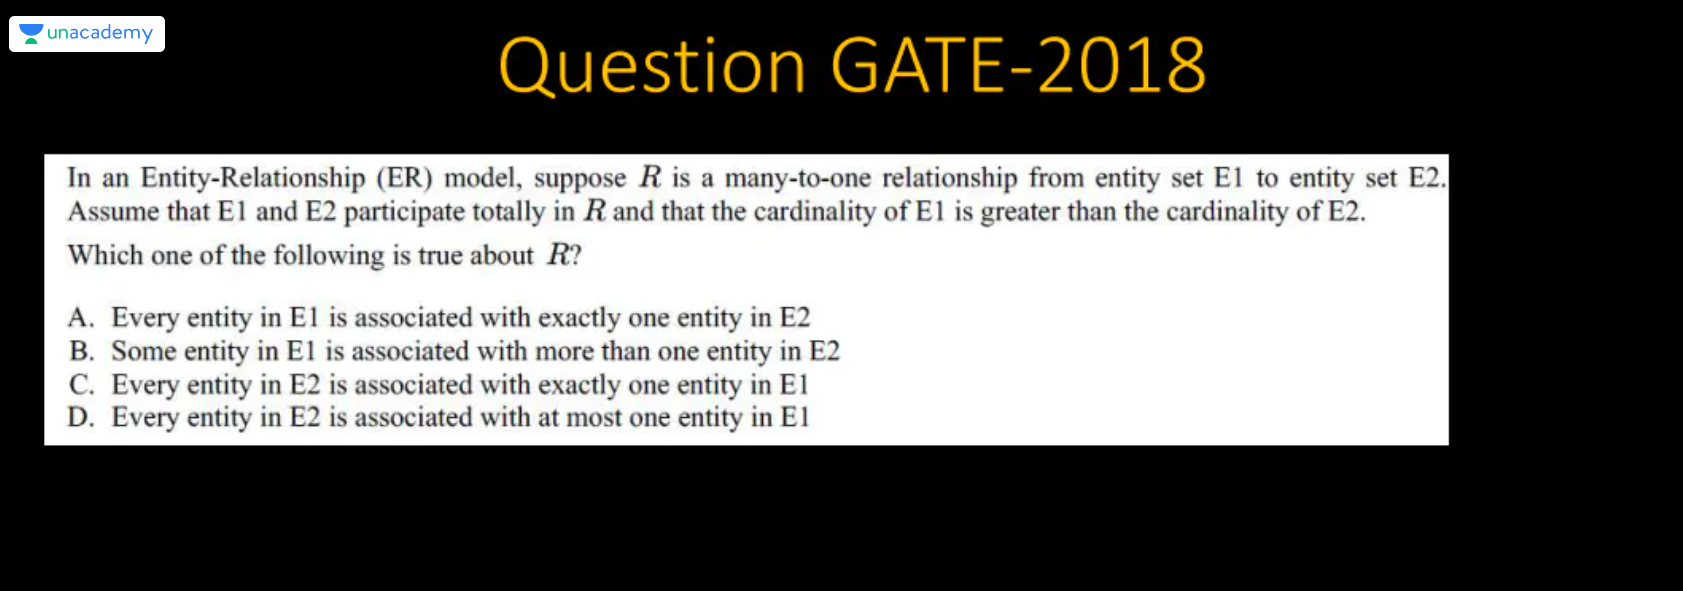 unacademy
Question GATE-2018
In an Entity-Relationship (ER) model, suppose R is a many-to-one relationship from entity set E1 to entity set E2.
Assume that E1 and E2 participate totally in R and that the cardinality of E1 is greater than the cardinality of E2.
Which one of the following is true about R?
A. Every entity in E1 is associated with exactly one entity in E2
B. Some entity in E1 is associated with more than one entity in E2
C. Every entity in E2 is associated with exactly one entity in E1
D. Every entity in E2 is associated with at most one entity in E1